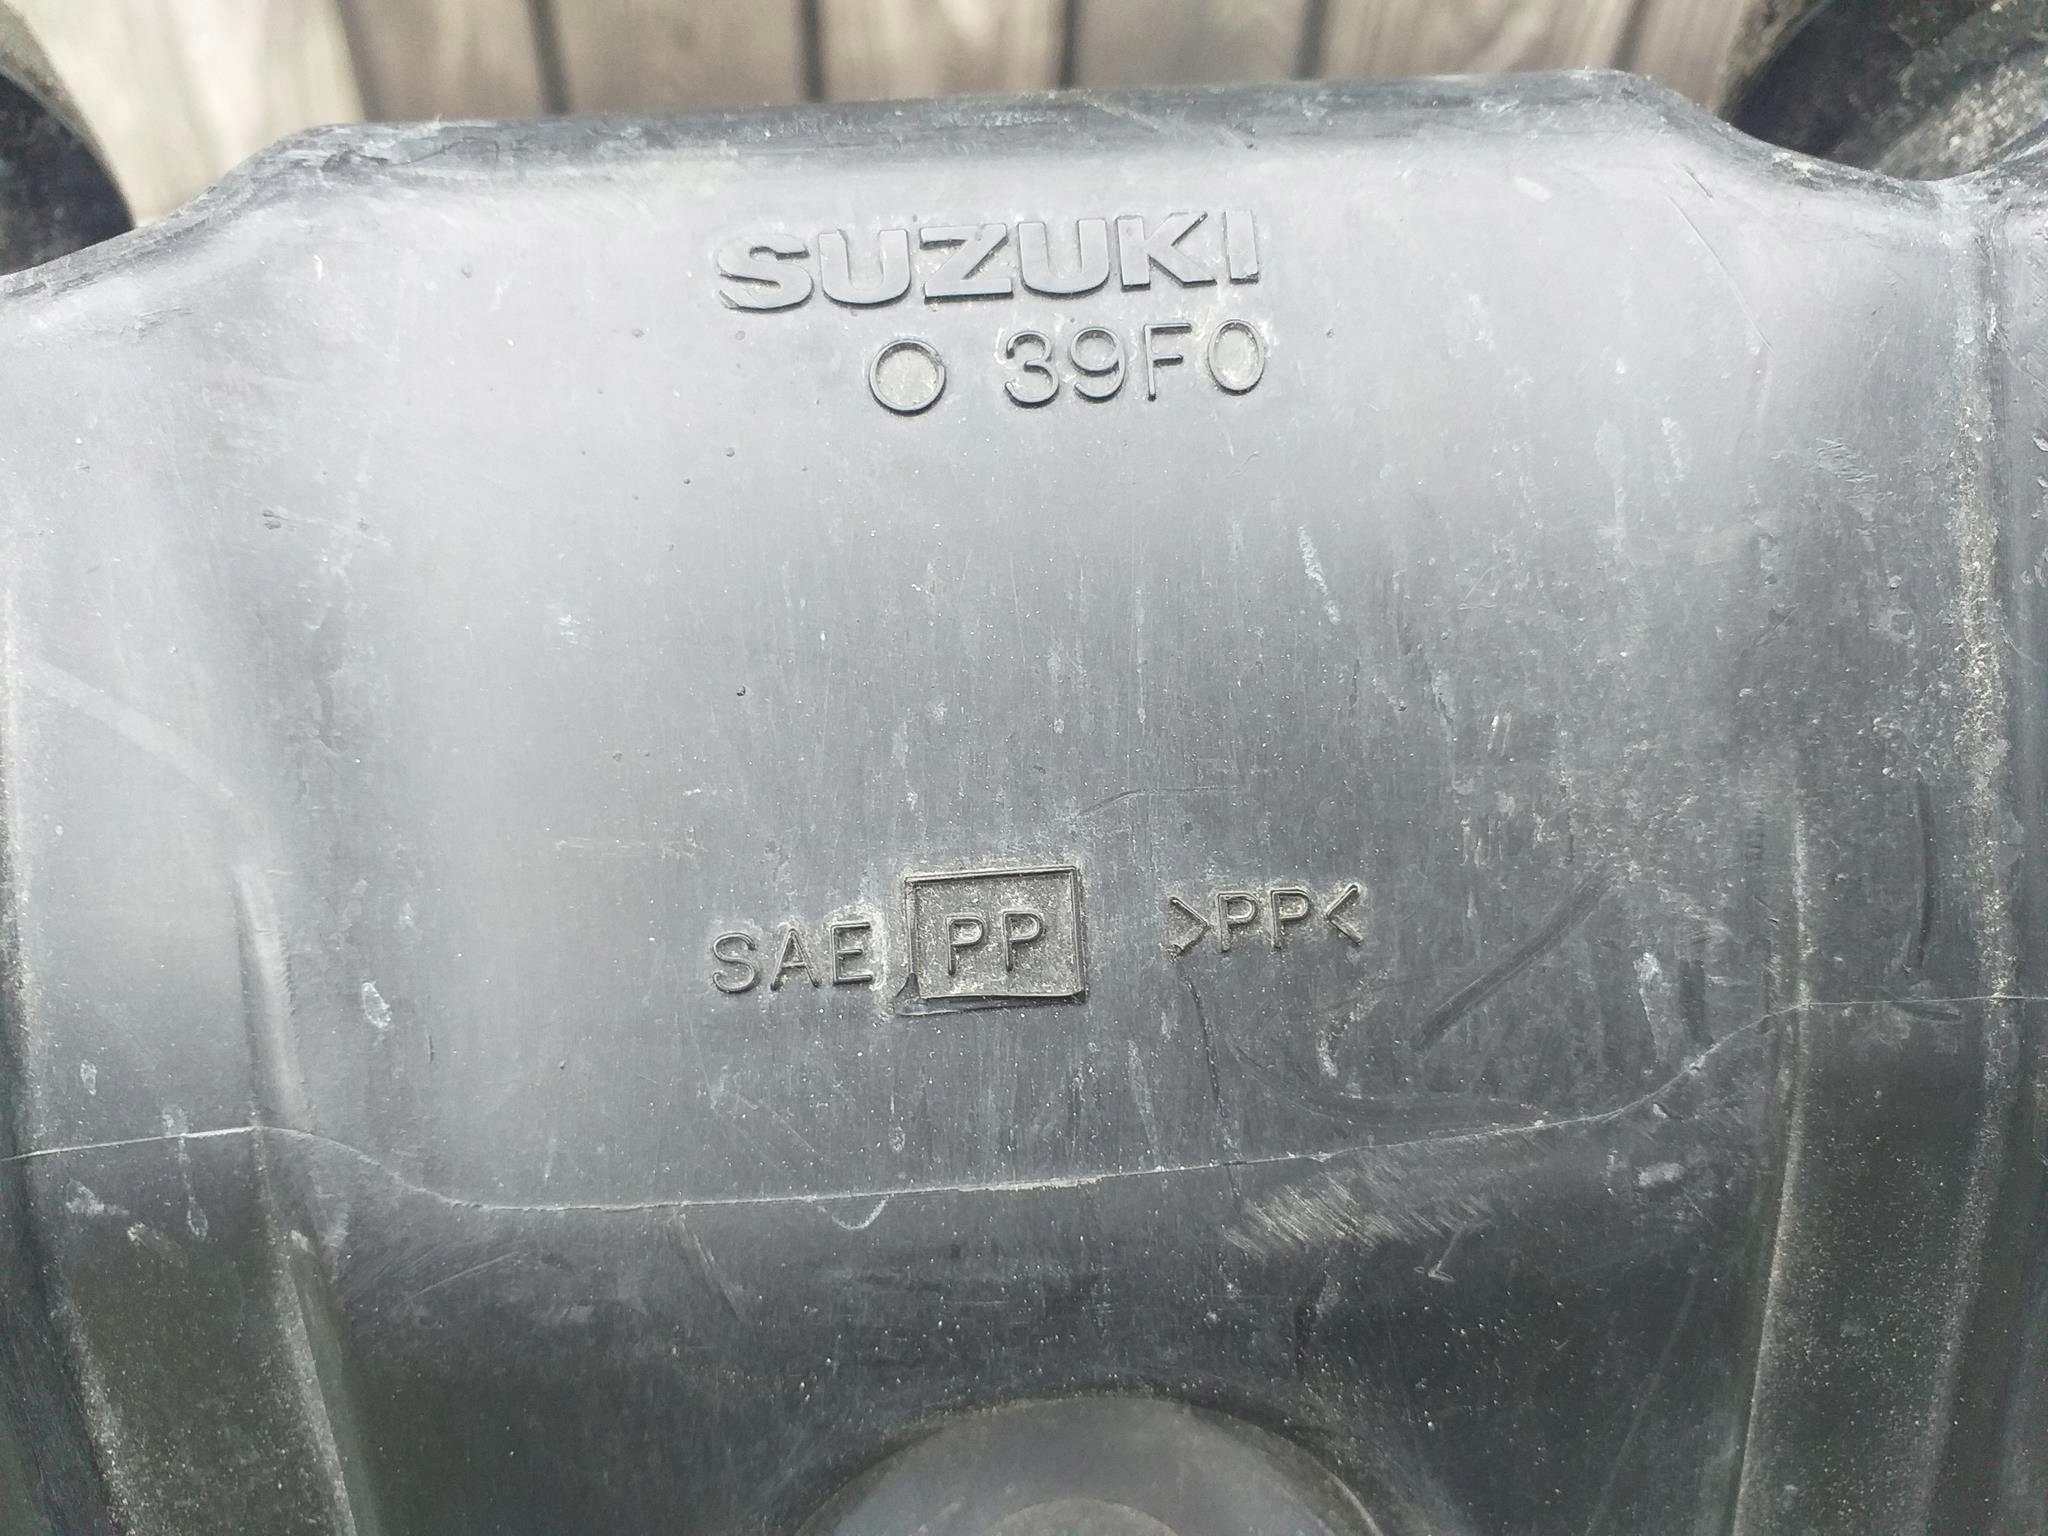 SUZUKI
○ 39F0
SAE PP >PP<